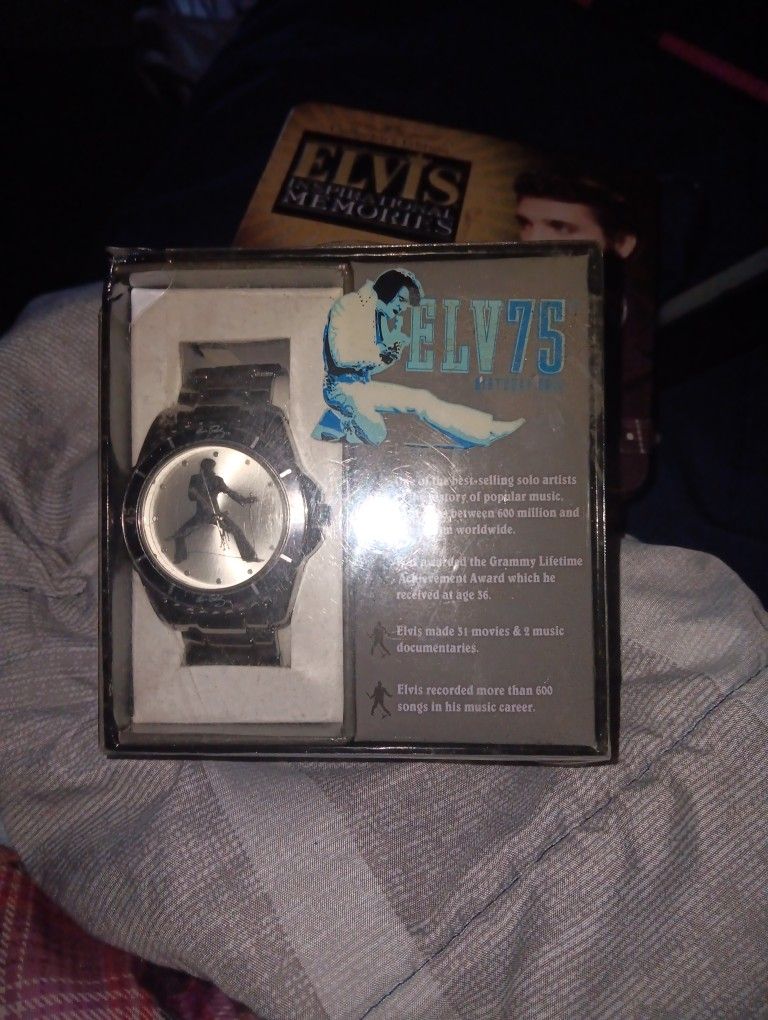 ELVIS
INSPIRATIONAL
MEMORIES
ELV75
of the best-selling solo artists
history of popular music.
between 600 million and
worldwide.
awarded the Grammy Lifetime
Achievement Award which he
received at age 36.
Elvis made 31 movies & 2 music
documentaries.
Elvis recorded more than 600
songs in his music career.